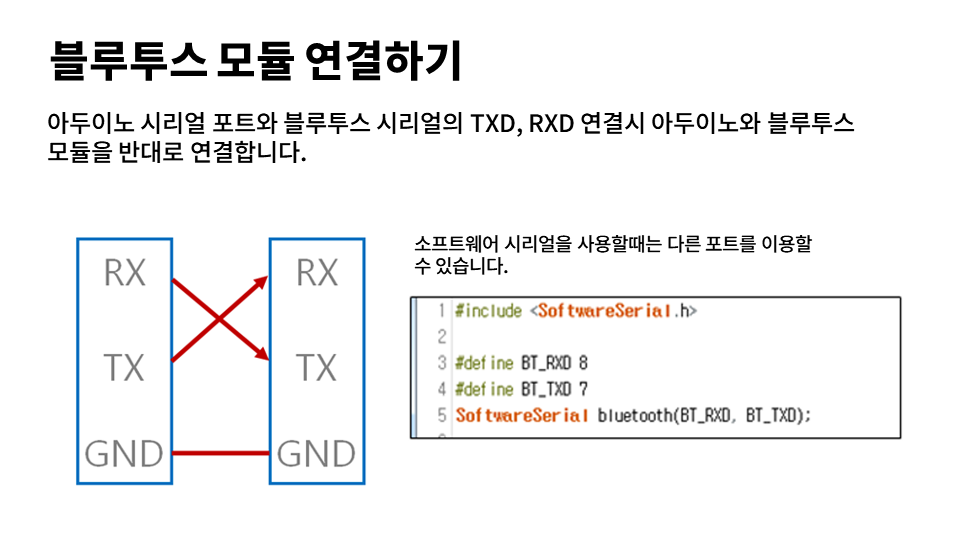 블루투스 모듈 연결하기
아두이노 시리얼 포트와 블루투스 시리얼의 TXD, RXD 연결시 아두이노와 블루투스
모듈을 반대로 연결합니다.
RX
TX
GND
RX
TX
GND
소프트웨어 시리얼을 사용할때는 다른 포트를 이용할
수 있습니다.
1 #include <SoftwareSerial.h>
2
3 #define BT_RXD 8
4 #define BT_TXD 7
5 SoftwareSerial bluetooth(BT_RXD, BT_TXD);